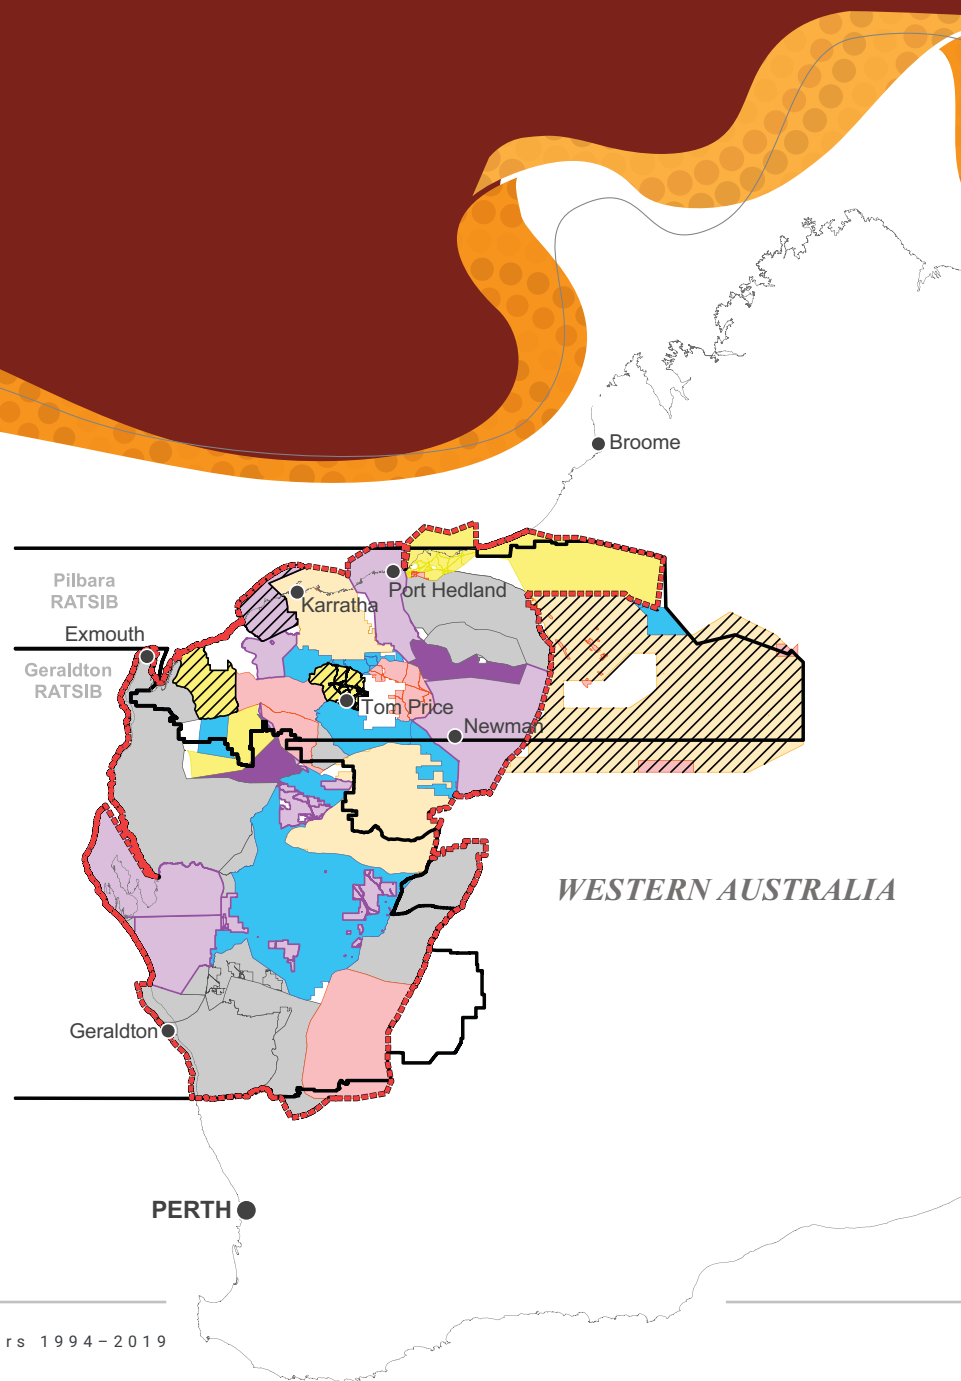 Broome
Pilbara
RATSIB
Port Hedland
Karratha
Exmouth
Geraldton
RATSIB
Tom Price
Newman
WESTERN AUSTRALIA
Geraldton
PERTH
rs 1994–2019